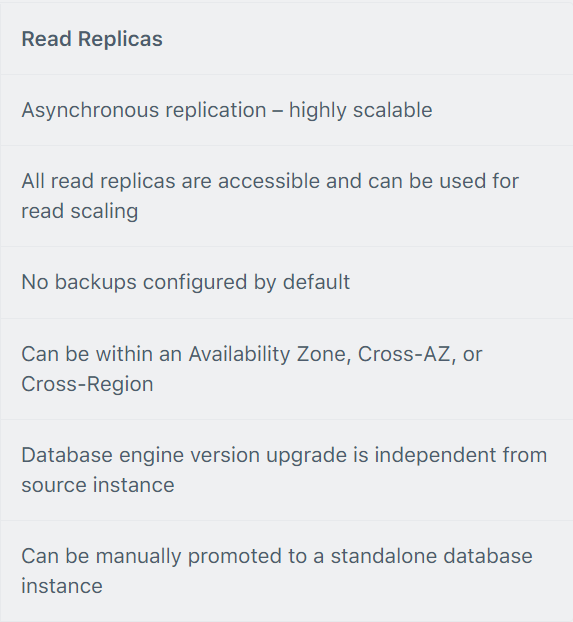 Read Replicas
Asynchronous replication – highly scalable
All read replicas are accessible and can be used for
read scaling
No backups configured by default
Can be within an Availability Zone, Cross-AZ, or
Cross-Region
Database engine version upgrade is independent from
source instance
Can be manually promoted to a standalone database
instance